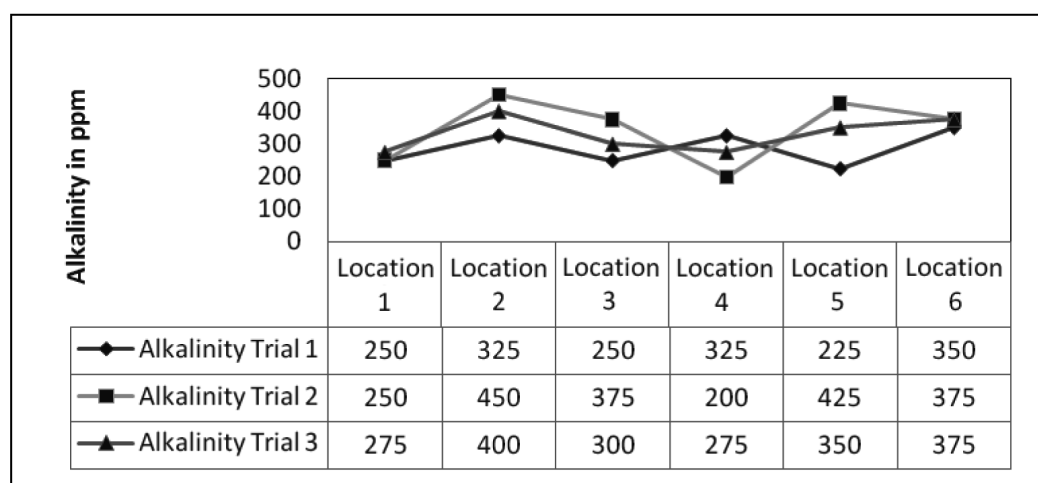 Alkalinity in ppm
500
400
300
200
100
0
Location 1
Location 2
Location 3
Location 4
Location 5
Location 6
Alkalinity Trial 1 250 325 250 325 225 350
Alkalinity Trial 2 250 450 375 200 425 375
Alkalinity Trial 3 275 400 300 275 350 375